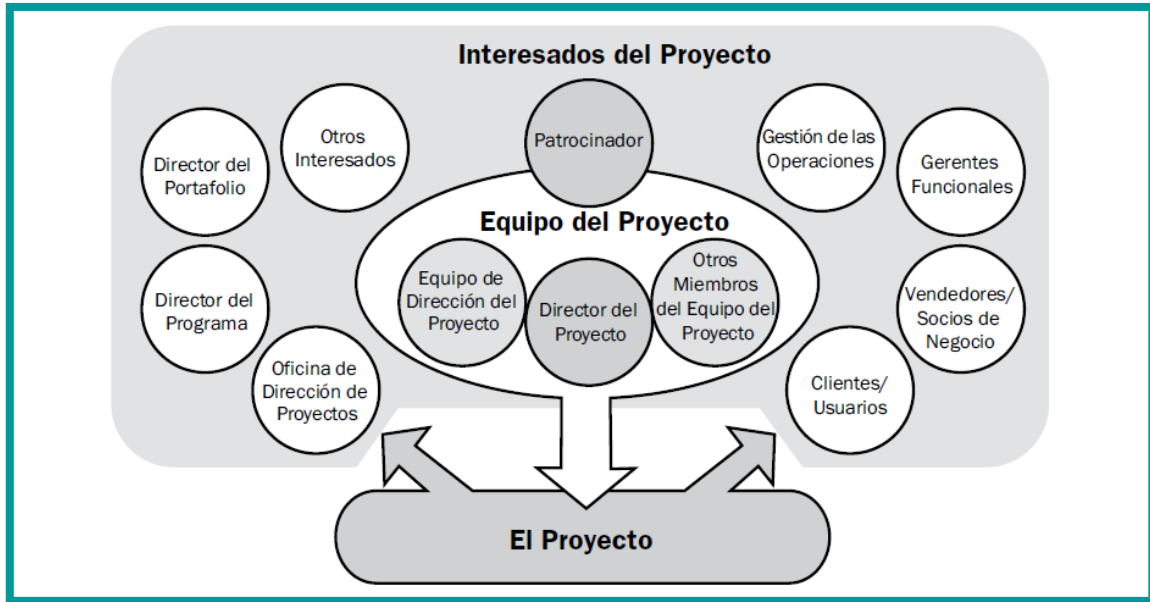 Interesados del Proyecto
Director del
Portafolio
Otros
Interesados
Patrocinador
Gestión de las
Operaciones
Gerentes
Funcionales
Equipo del Proyecto
Director del
Programa
Equipo de
Dirección del
Proyecto
Director del
Proyecto
Otros
Miembros
del Equipo del
Proyecto
Vendedores/
Socios de
Negocio
Oficina de
Dirección de
Proyectos
Clientes/
Usuarios
El Proyecto